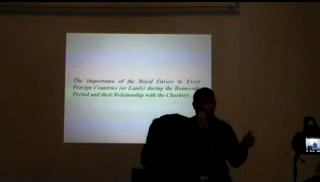 The Importance of the Royal Envoys to Every
Foreign Countries (or Lands) during the Ramesside
Period and their Relationship with the Chariotry